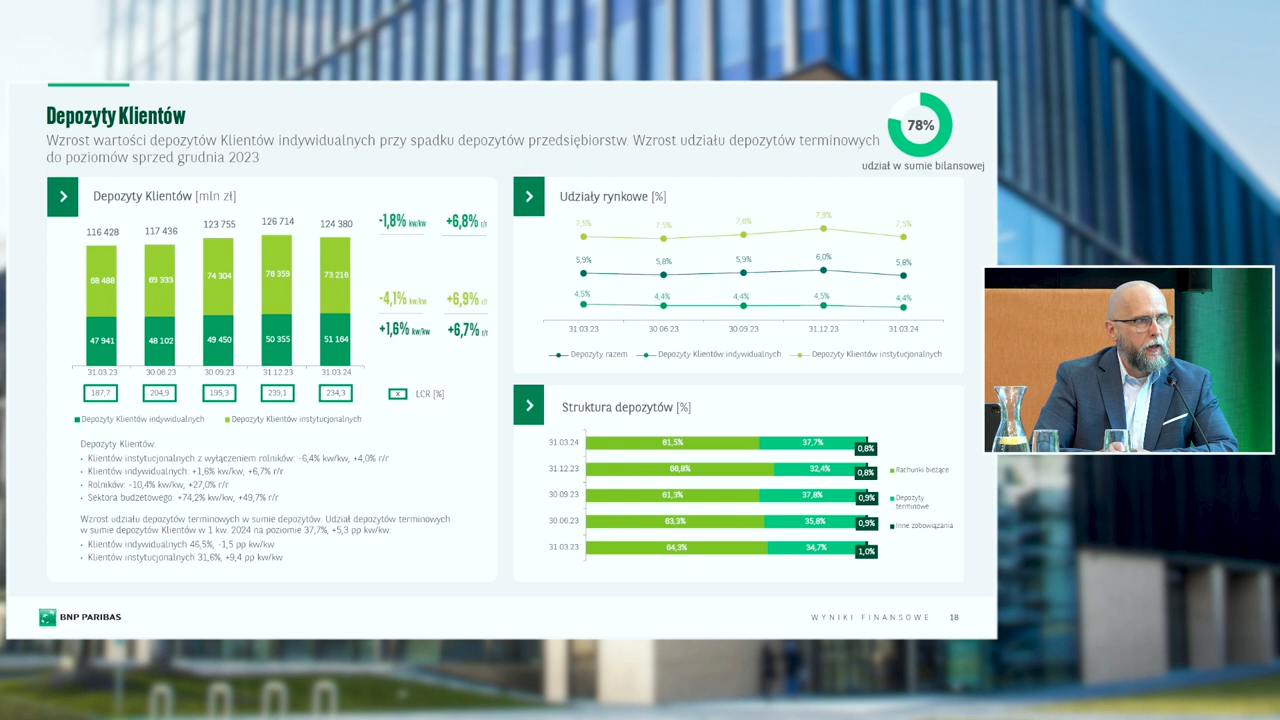 Depozyty Klientów
Wzrost wartości depozytów Klientów indywidualnych przy spadku depozytów przedsiębiorstw. Wzrost udziału depozytów terminowych
do poziomów sprzed grudnia 2023
78%
udział w sumie bilansowej
Depozyty Klientów [mln zł]
116 428 117 436 123 755 126 714 124 380
68 488 69 333 74 304 76 359 73 216
47 941 48 102 49 450 50 355 51 164
31.03.23 30.06.23 30.09.23 31.12.23 31.03.24
187,7 204,9 195,3 239,1 234,3
x LCR [%]
-1,8% kw/kw +6,8% r/r
-4,1% kw/kw +6,9% r/r
+1,6% kw/kw +6,7% r/r
Depozyty Klientów indywidualnych Depozyty Klientów instytucjonalnych
Depozyty Klientów:
• Klientów instytucjonalnych z wyłączeniem rolników: -6,4% kw/kw, +4,0% r/r
• Klientów indywidualnych: +1,6% kw/kw, +6,7% r/r
• Rolników: -10,4% kw/kw, +27,0% r/r
• Sektora budżetowego: +74,2% kw/kw, +49,7% r/r
Wzrost udziału depozytów terminowych w sumie depozytów. Udział depozytów terminowych
w sumie depozytów Klientów w 1 kw. 2024 na poziomie 37,7%, +5,3 pp kw/kw:
• Klientów indywidualnych 46,5%, -1,5 pp kw/kw
• Klientów instytucjonalnych 31,6%, +9,4 pp kw/kw
Udziały rynkowe [%]
7,5% 7,5% 7,6% 7,9% 7,5%
5,9% 5,8% 5,9% 6,0% 5,8%
4,5% 4,4% 4,4% 4,5% 4,4%
31.03.23 30.06.23 30.09.23 31.12.23 31.03.24
Depozyty razem Depozyty Klientów indywidualnych Depozyty Klientów instytucjonalnych
Struktura depozytów [%]
31.03.24 61,5% 37,7% 0,8%
31.12.23 66,8% 32,4% 0,8%
30.09.23 61,3% 37,8% 0,9%
30.06.23 63,3% 35,8% 0,9%
31.03.23 64,3% 34,7% 1,0%
Rachunki bieżące
Depozyty
terminowe
Inne zobowiązania
BNP PARIBAS
WYNIKI FINANSOWE 18